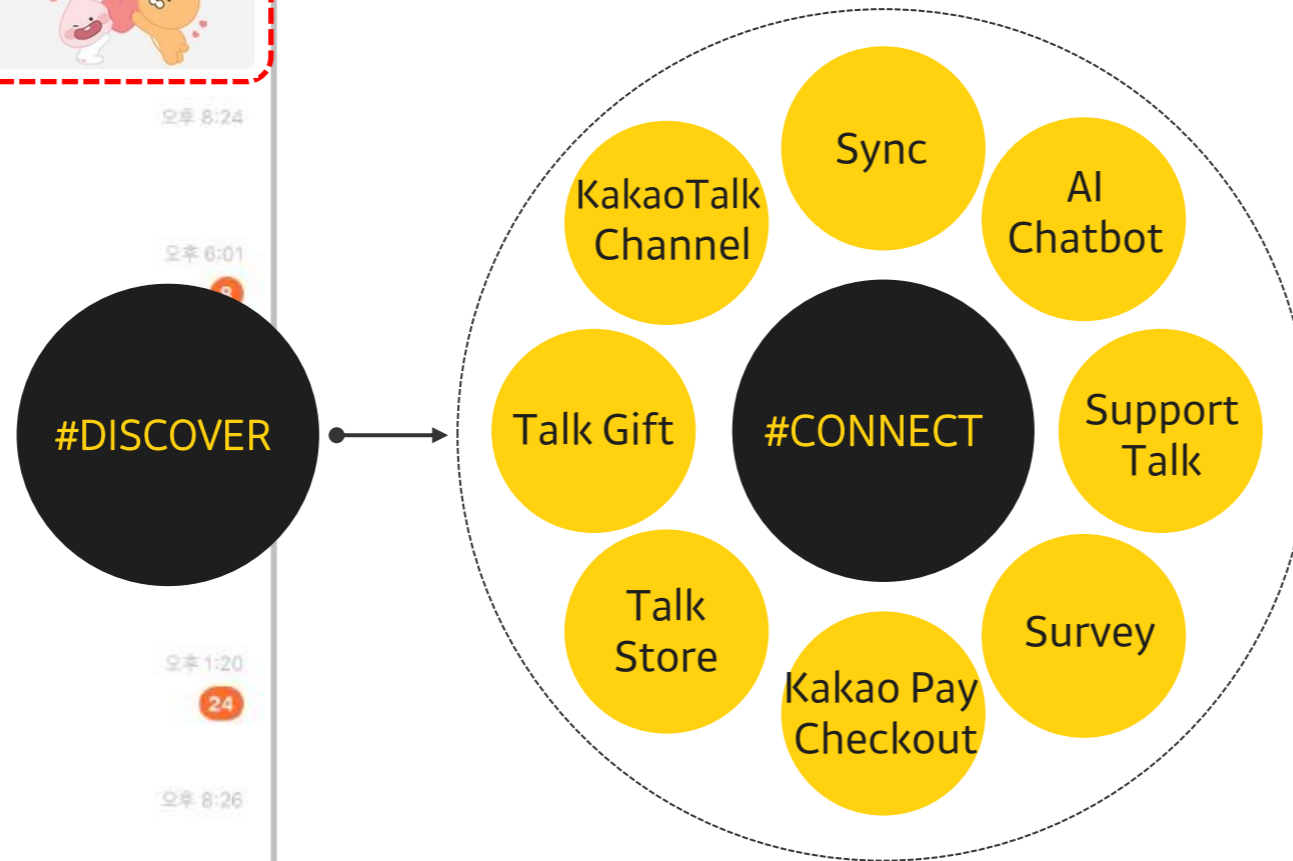 오후 8:24
오후 6:01
#DISCOVER
오후 1:20
24
오후 8:26
Sync
KakaoTalk
Channel
AI
Chatbot
Talk Gift
#CONNECT
Support
Talk
Talk
Store
Survey
Kakao Pay
Checkout